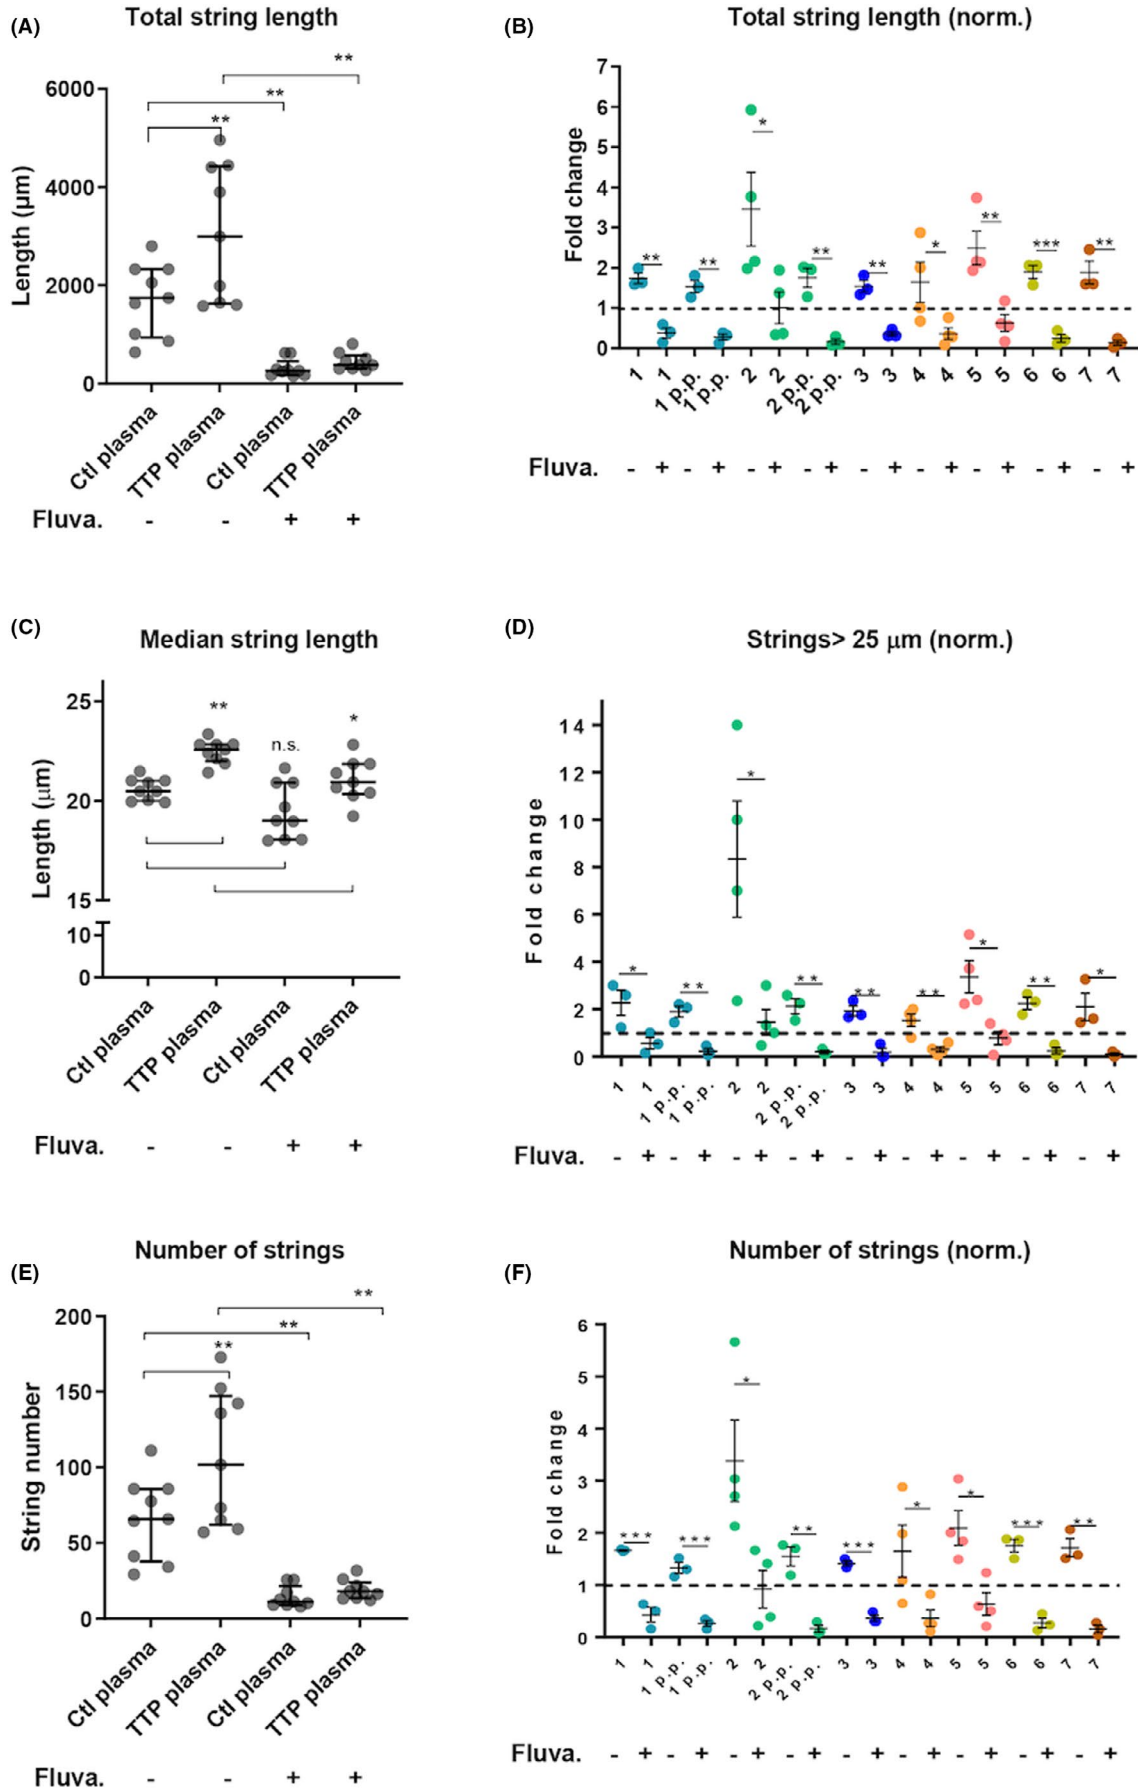 (A)
Total string length
**
**
**
6000
4000
2000
0
Length (µm)
Ctl plasma
TTP plasma
Ctl plasma
TTP plasma
Fluva. - - + +
(B)
Total string length (norm.)
7
6
5
4
3
2
1
0
Fold change
** ** * ** ** * ** *** **
1 1 1 p.p. 1 p.p. 2 2 2 p.p. 2 p.p. 3 3 4 4 5 5 6 6 7 7
Fluva. - + - + - + - + - + - + - + - + - +
(C)
Median string length
25
20
15
10
0
Length (µm)
**
n.s.
*
Ctl plasma
TTP plasma
Ctl plasma
TTP plasma
Fluva. - - + +
(D)
Strings> 25 µm (norm.)
14
12
10
8
6
4
2
0
Fold change
* ** * ** ** ** * ** *
1 1 1 p.p. 1 p.p. 2 2 2 p.p. 2 p.p. 3 3 4 4 5 5 6 6 7 7
Fluva. - + - + - + - + - + - + - + - + - +
(E)
Number of strings
**
**
**
200
150
100
50
0
String number
Ctl plasma
TTP plasma
Ctl plasma
TTP plasma
Fluva. - - + +
(F)
Number of strings (norm.)
6
5
4
3
2
1
0
Fold change
*** *** * ** *** * * *** **
1 1 1 p.p. 1 p.p. 2 2 2 p.p. 2 p.p. 3 3 4 4 5 5 6 6 7 7
Fluva. - + - + - + - + - + - + - + - + - +